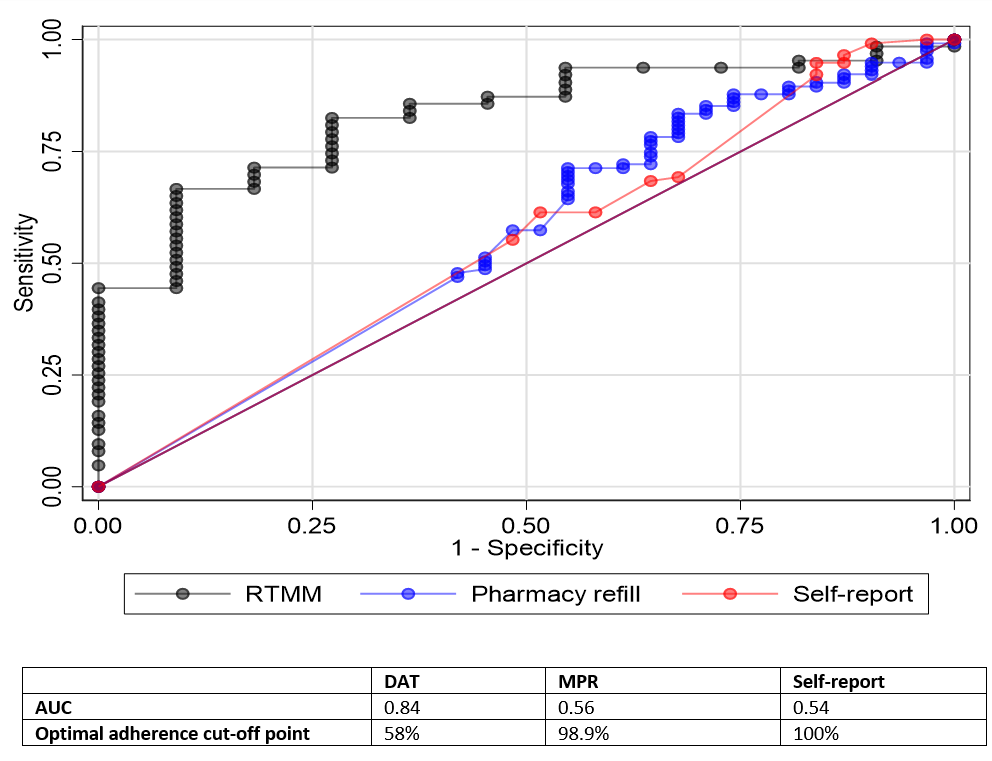 1.00
0.75
0.50
0.25
0.00
Sensitivity
0.00 0.25 0.50 0.75 1.00
1 - Specificity
RTMM Pharmacy refill Self-report
DAT MPR Self-report
AUC 0.84 0.56 0.54
Optimal adherence cut-off point 58% 98.9% 100%